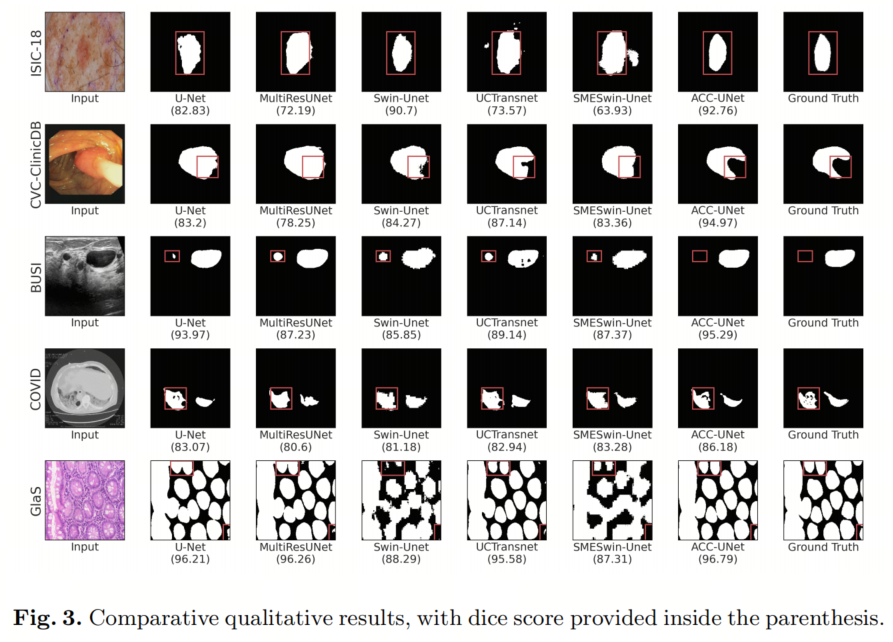 ISIC-18
Input
U-Net
(82.83)
MultiResUNet
(72.19)
Swin-Unet
(90.7)
UCTransnet
(73.57)
SMESwin-Unet
(63.93)
ACC-UNet
(92.76)
Ground Truth
CVC-ClinicDB
Input
U-Net
(83.2)
MultiResUNet
(78.25)
Swin-Unet
(84.27)
UCTransnet
(87.14)
SMESwin-Unet
(83.36)
ACC-UNet
(94.97)
Ground Truth
BUSI
Input
U-Net
(93.97)
MultiResUNet
(87.23)
Swin-Unet
(85.85)
UCTransnet
(89.14)
SMESwin-Unet
(87.37)
ACC-UNet
(95.29)
Ground Truth
COVID
Input
U-Net
(83.07)
MultiResUNet
(80.6)
Swin-Unet
(81.18)
UCTransnet
(82.94)
SMESwin-Unet
(83.28)
ACC-UNet
(86.18)
Ground Truth
GlaS
Input
U-Net
(96.21)
MultiResUNet
(96.26)
Swin-Unet
(88.29)
UCTransnet
(95.58)
SMESwin-Unet
(87.31)
ACC-UNet
(96.79)
Ground Truth
Fig. 3. Comparative qualitative results, with dice score provided inside the parenthesis.